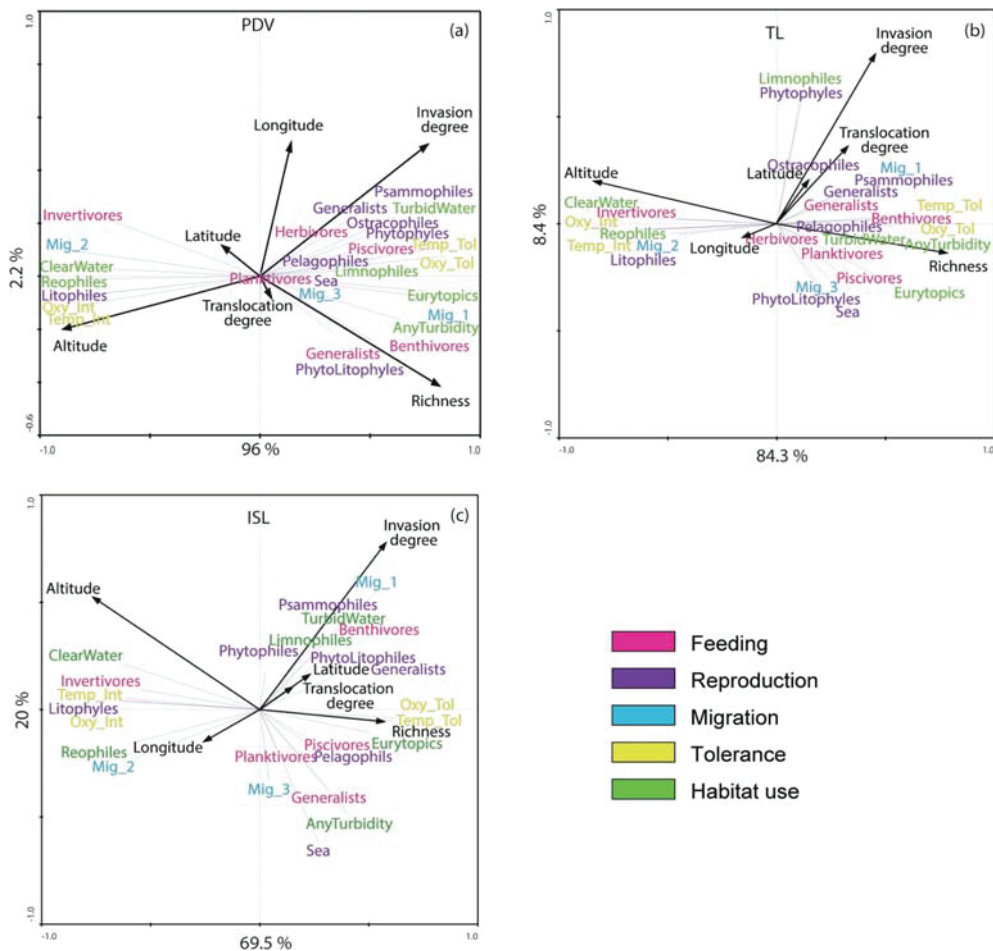 1.0
PDV
(a)
Longitude
Invasion
degree
Psammophiles
Invertivores
Generalists
TurbidWater
Ostracophiles
Herbivores
Phytophyles
Mig_2
Latitude
Piscivores
Temp_Tol
ClearWater
Pelagophiles
Oxy_Tol
Limnophiles
Reophiles
Planktivores
Sea
Litophyles
Mig_3
Eurytopics
Oxy_Int
Translocation
degree
Mig_1
Temp_Int
AnyTurbidity
Altitude
Benthivores
Generalists
PhytoLitophyles
Richness
2.2 %
-0.6
-1.0
96 %
1.0
1.0
TL
(b)
Invasion
degree
Limnophiles
Phytophyles
Translocation
degree
Ostracophiles
Mig_1
Altitude
Latitude
Psammophiles
Generalists
ClearWater
Generalists
Temp_Tol
Invertivores
Benthivores
Oxy_Int
Pelagophiles
Oxy_Tol
Reophiles
Herbivores
TurbidWater
AnyTurbidity
Temp_Int
Mig_2
Longitude
Planktivores
Richness
Litophiles
Piscivores
Mig_3
Eurytopics
PhytoLitophyles
Sea
8.4 %
-1.0
-1.0
84.3 %
1.0
1.0
ISL
(c)
Invasion
degree
Altitude
Mig_1
Psammophiles
TurbidWater
Benthivores
Limnophiles
ClearWater
Phytophiles
PhytoLitophiles
Latitude
Generalists
Invertivores
Translocation
degree
Temp_Int
Litophyles
Oxy_Tol
Oxy_Int
Temp_Tol
Richness
Reophiles
Longitude
Piscivores
Eurytopics
Mig_2
Planktivores
Pelagophils
Mig_3
Generalists
AnyTurbidity
Sea
20 %
-1.0
-1.0
69.5 %
1.0
Feeding
Reproduction
Migration
Tolerance
Habitat use